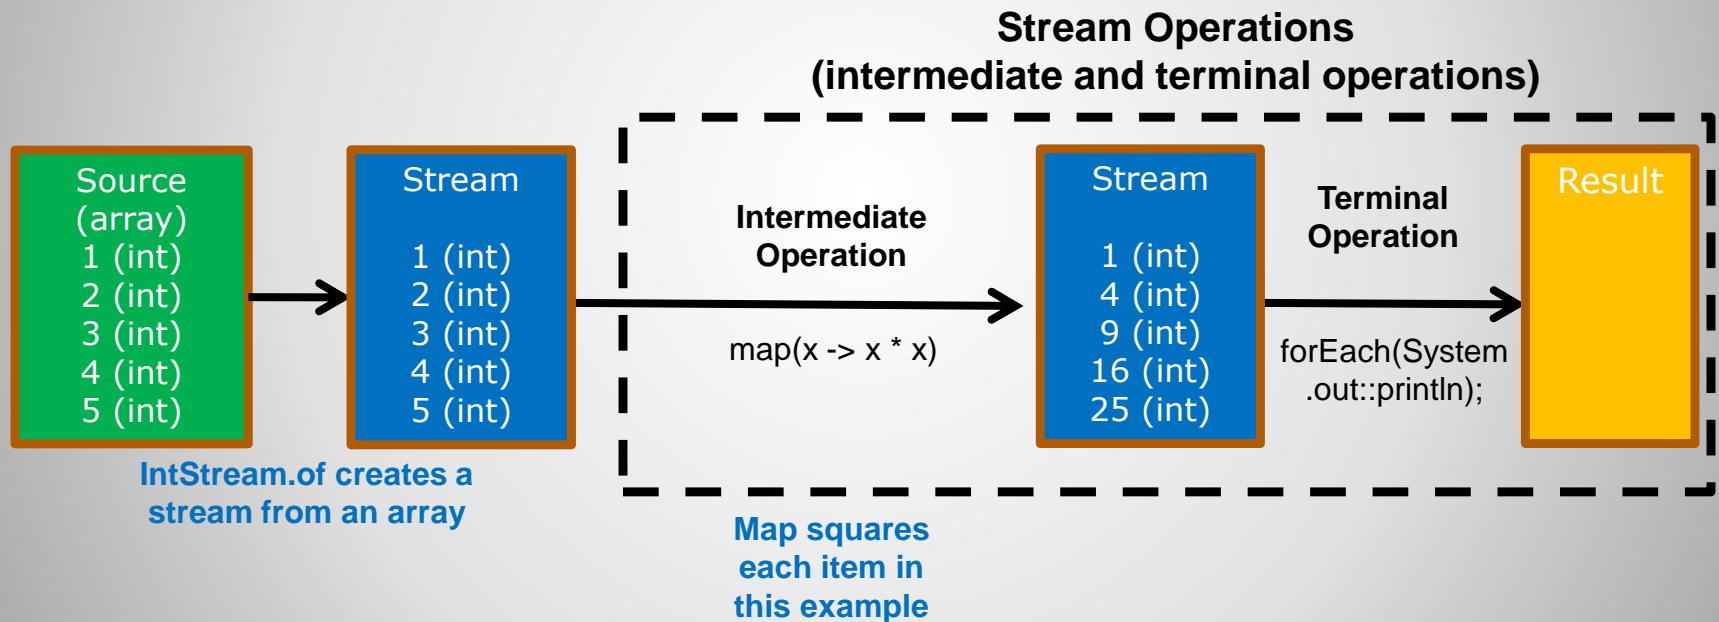 Stream Operations
(intermediate and terminal operations)
Source
(array)
1 (int)
2 (int)
3 (int)
4 (int)
5 (int)
Stream
1 (int)
2 (int)
3 (int)
4 (int)
5 (int)
IntStream.of creates a
stream from an array
Intermediate
Operation
map(x -> x * x)
Map squares
each item in
this example
Stream
1 (int)
4 (int)
9 (int)
16 (int)
25 (int)
Terminal
Operation
forEach(System
.out::println);
Result